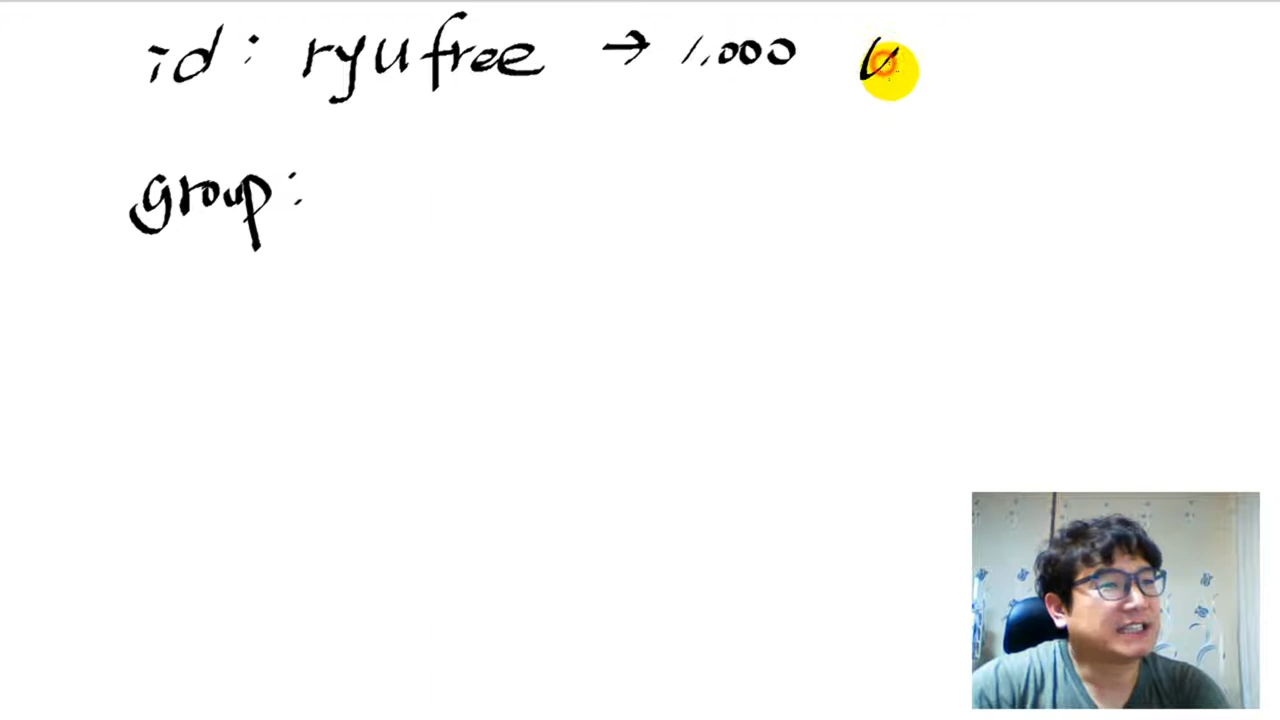 id: ryufree → 1,000 u
group: